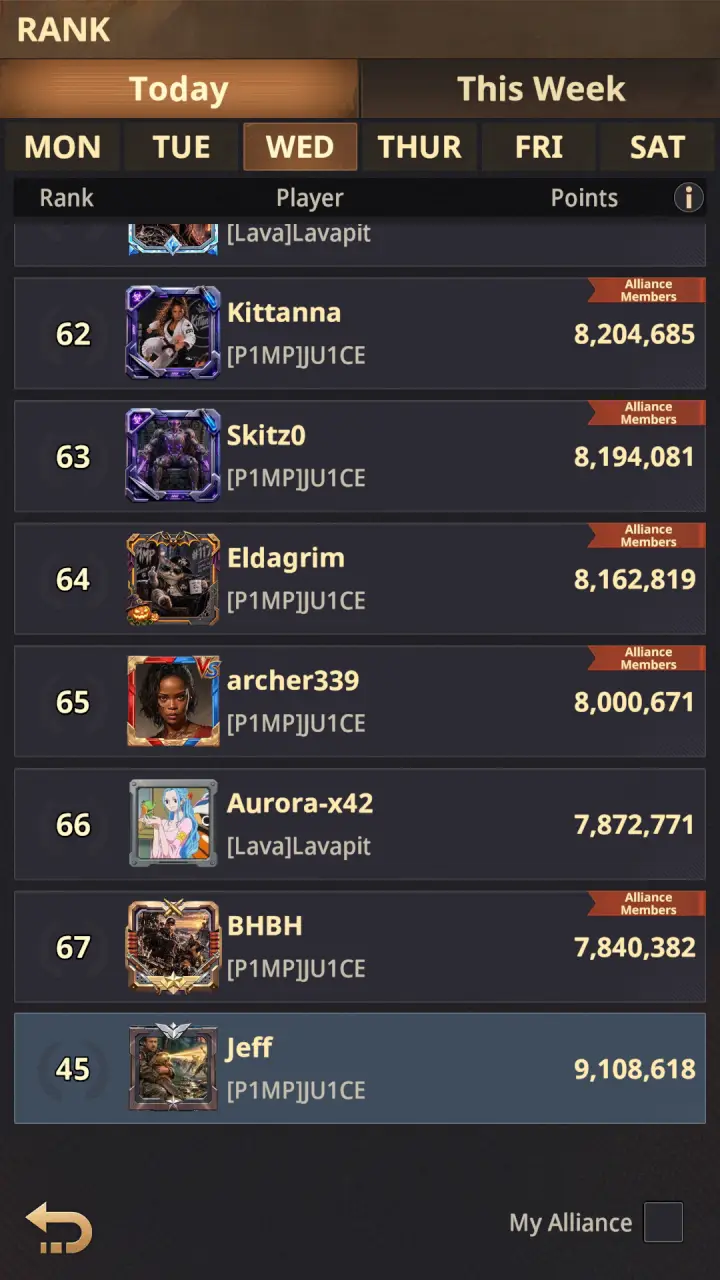 RANK
Today
This Week
MON
TUE
WED
THUR
FRI
SAT
Rank
Player
Points
[Lava]Lavapit
62
Kittanna
[P1MP]JU1CE
Alliance
Members
8,204,685
63
Skitz0
[P1MP]JU1CE
Alliance
Members
8,194,081
64
Eldagrim
[P1MP]JU1CE
Alliance
Members
8,162,819
65
VS
archer339
[P1MP]JU1CE
Alliance
Members
8,000,671
66
Aurora-x42
[Lava]Lavapit
7,872,771
67
BHBH
[P1MP]JU1CE
Alliance
Members
7,840,382
45
Jeff
[P1MP]JU1CE
9,108,618
My Alliance